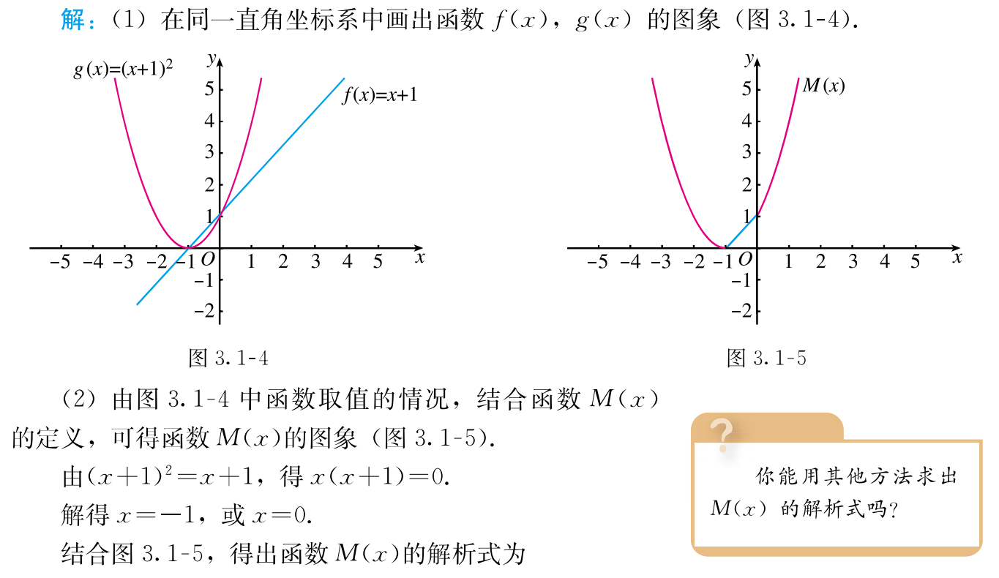 解：(1) 在同一直角坐标系中画出函数 f(x)，g(x) 的图象 (图 3.1-4).
g(x)=(x+1)²
y
5
f(x)=x+1
4
3
2
1
-5 -4 -3 -2 -1 O 1 2 3 4 5 x
-1
-2
图 3.1-4
y
5
M(x)
4
3
2
1
-5 -4 -3 -2 -1 O 1 2 3 4 5 x
-1
-2
图 3.1-5
(2) 由图 3.1-4 中函数取值的情况，结合函数 M(x)
的定义，可得函数 M(x)的图象 (图 3.1-5).
由(x+1)²=x+1，得 x(x+1)=0.
解得 x=-1，或 x=0.
结合图 3.1-5，得出函数 M(x)的解析式为
?
你能用其他方法求出
M(x) 的解析式吗?